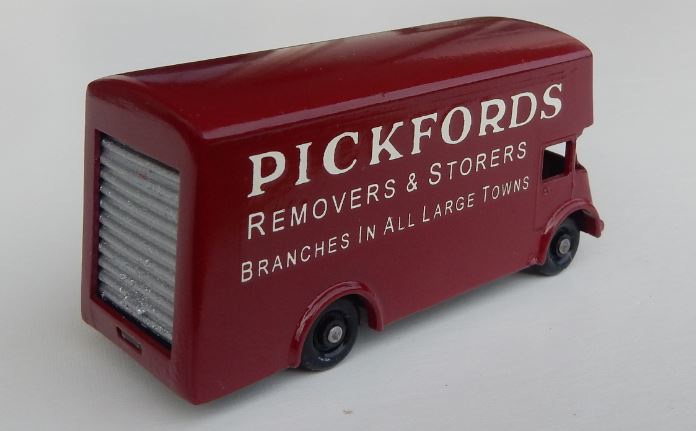 PICKFORDS
REMOVERS & STORERS
BRANCHES IN ALL LARGE TOWNS